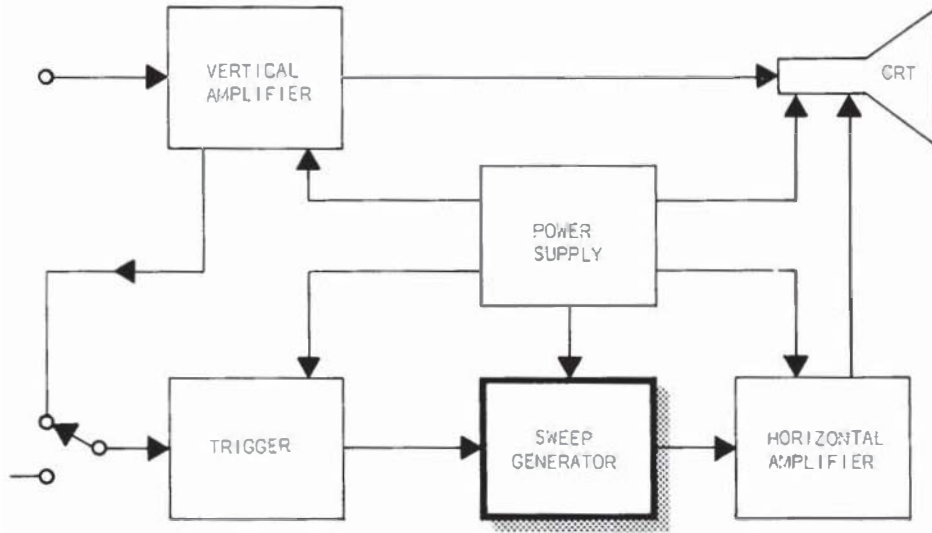 VERTICAL
AMPLIFIER
CRT
POWER
SUPPLY
TRIGGER
SWEEP
GENERATOR
HORIZONTAL
AMPLIFIER